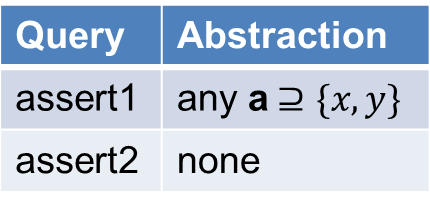 Query Abstraction
assert1 any a ⊇ {x, y}
assert2 none